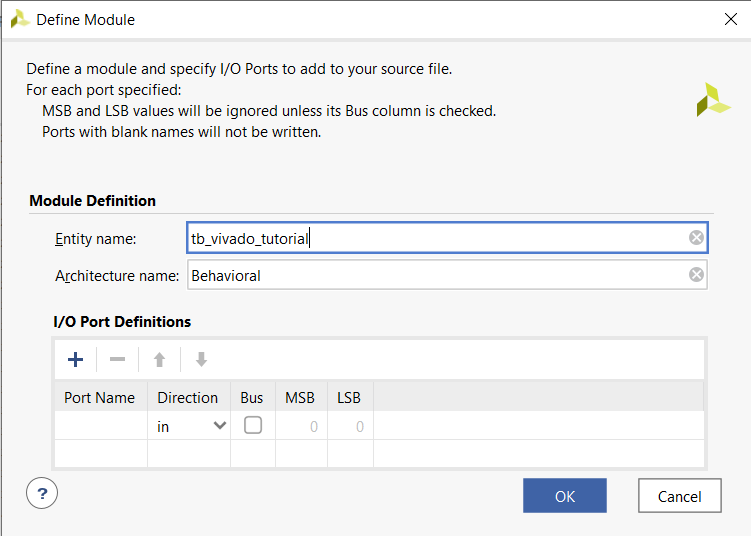 Define Module
Define a module and specify I/O Ports to add to your source file.
For each port specified:
MSB and LSB values will be ignored unless its Bus column is checked.
Ports with blank names will not be written.
Module Definition
Entity name: tb_vivado_tutorial
Architecture name: Behavioral
I/O Port Definitions
Port Name Direction Bus MSB LSB
in 0 0
? OK Cancel